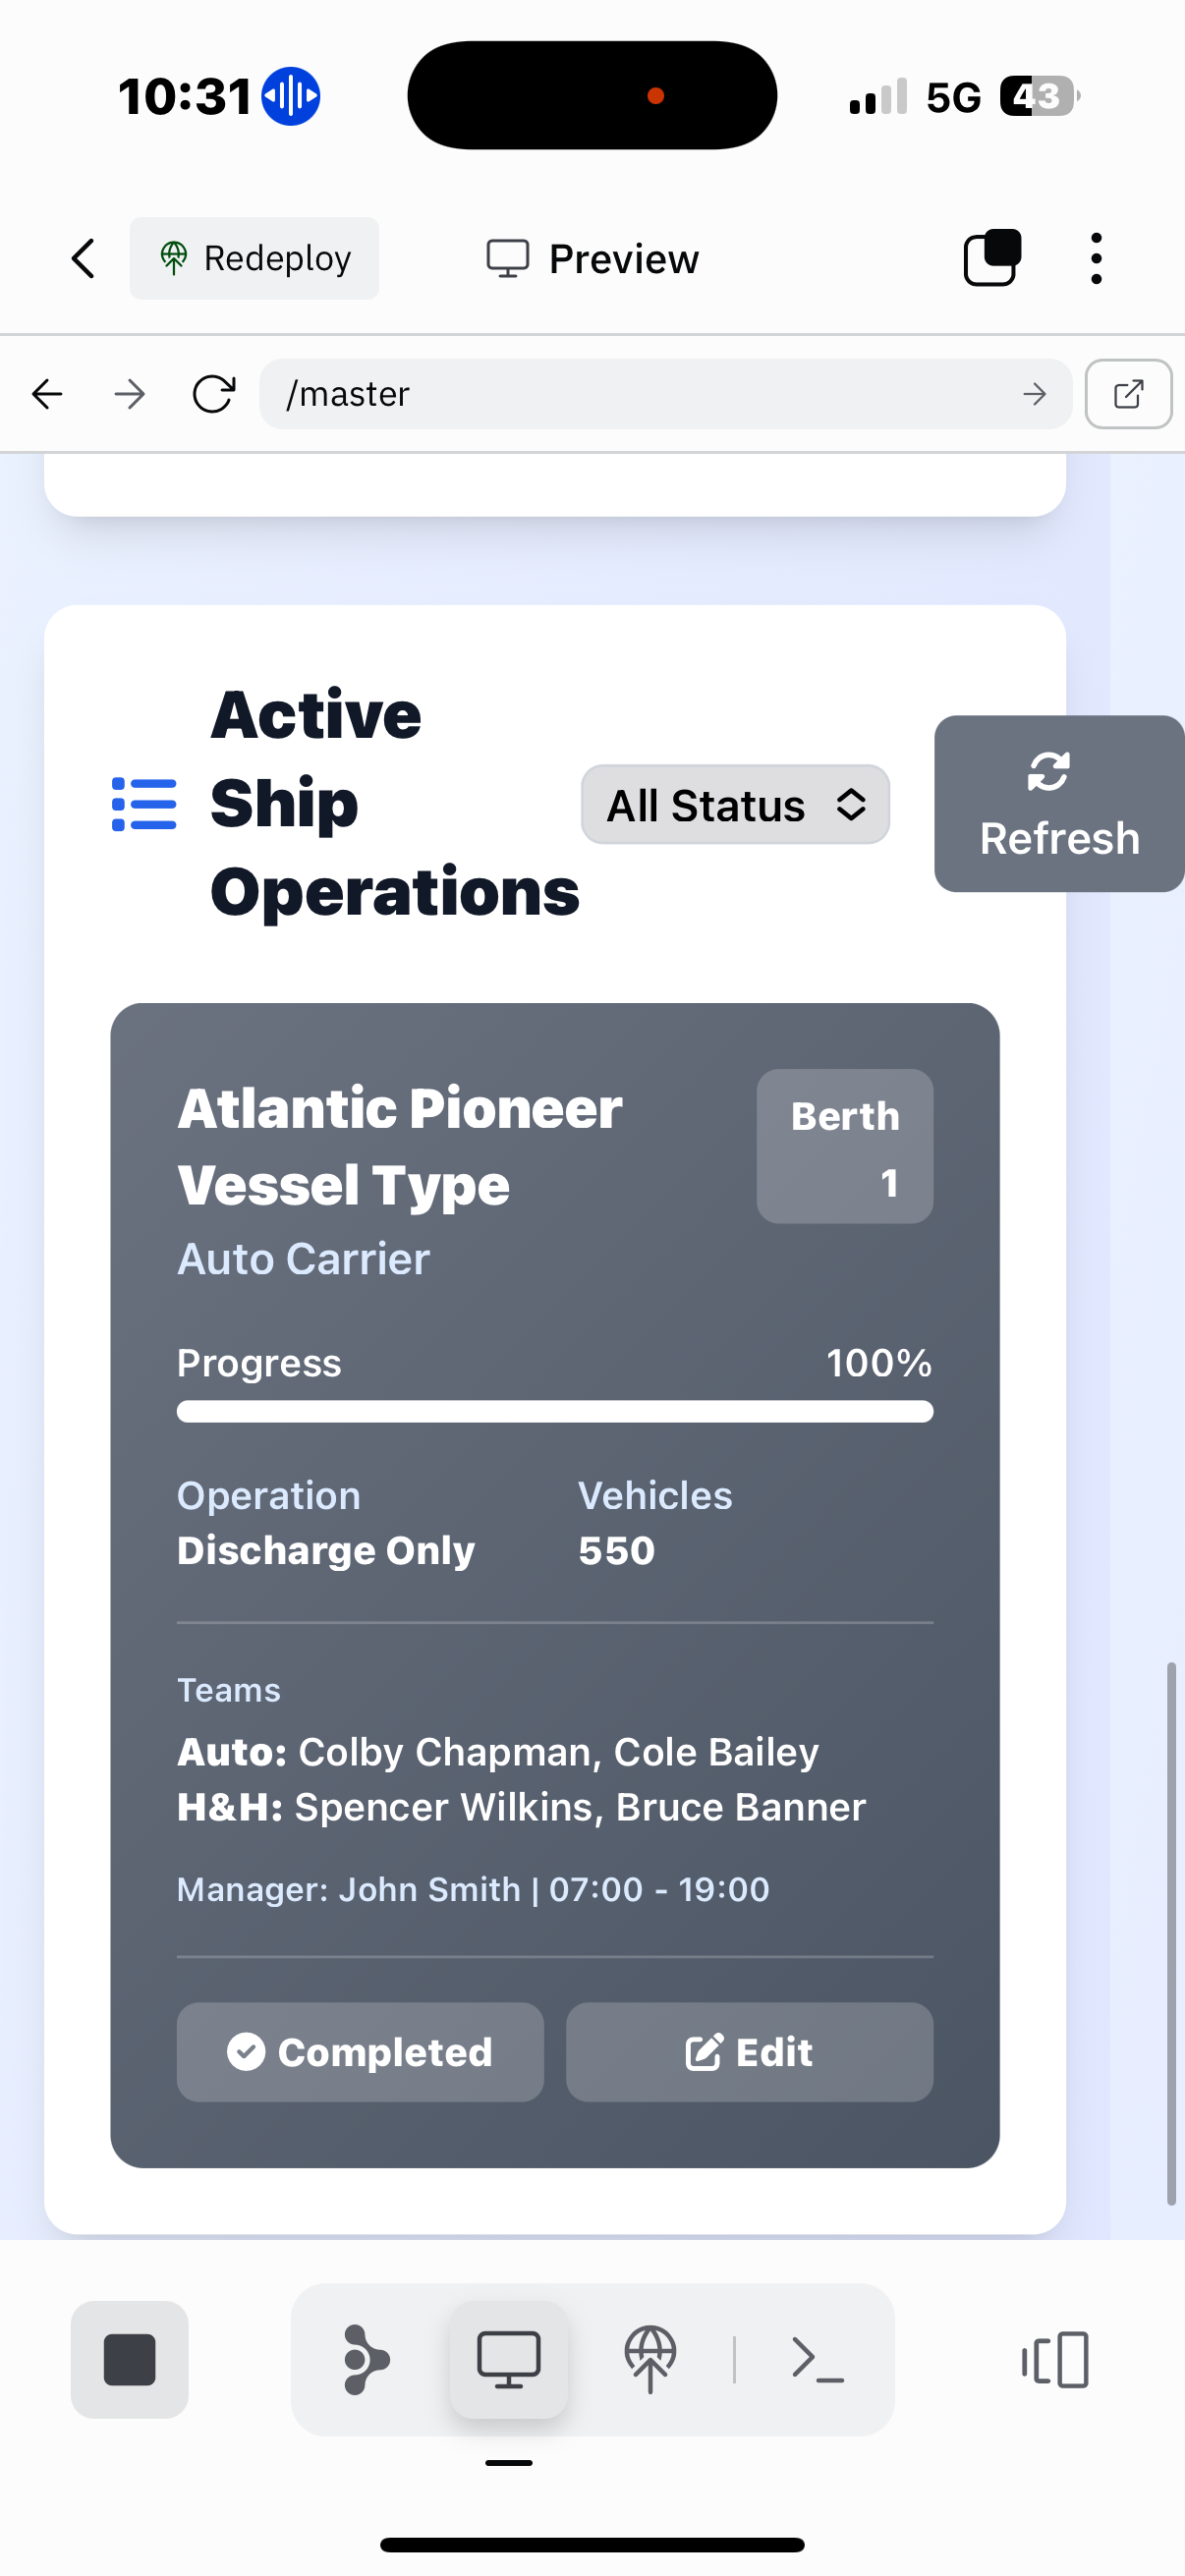 10:31
5G
43
Redeploy
Preview
/master
Active
Ship
Operations
All Status
Refresh
Atlantic Pioneer
Vessel Type
Berth
1
Auto Carrier
Progress
100%
Operation
Vehicles
Discharge Only
550
Teams
Auto: Colby Chapman, Cole Bailey
H&H: Spencer Wilkins, Bruce Banner
Manager: John Smith | 07:00 - 19:00
Completed
Edit